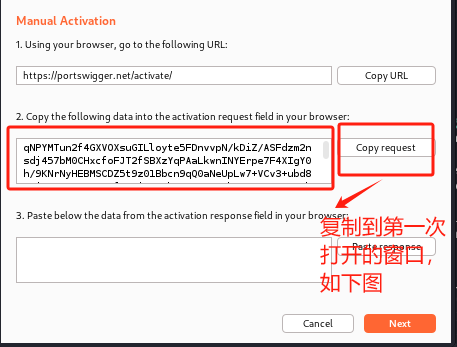 Manual Activation
1. Using your browser, go to the following URL:
https://portswigger.net/activate/
Copy URL
2. Copy the following data into the activation request field in your browser:
qNPYMTun2f4GXVOXsuGILloyte5FDnvvpN/kDiZ/ASFdzm2n
sdj457bM0CHxcfoFJT2fSBXzYqPAaLkwnINYErpe7F4XIgY0
h/9KNrNyHEBMSCDZ5t9z01Bbcn9qQ0aNeUpLw7+VCv3+ubd8
Copy request
3. Paste below the data from the activation response field in your browser:
Paste response
复制到第一次
打开的窗口，
如下图
Cancel
Next